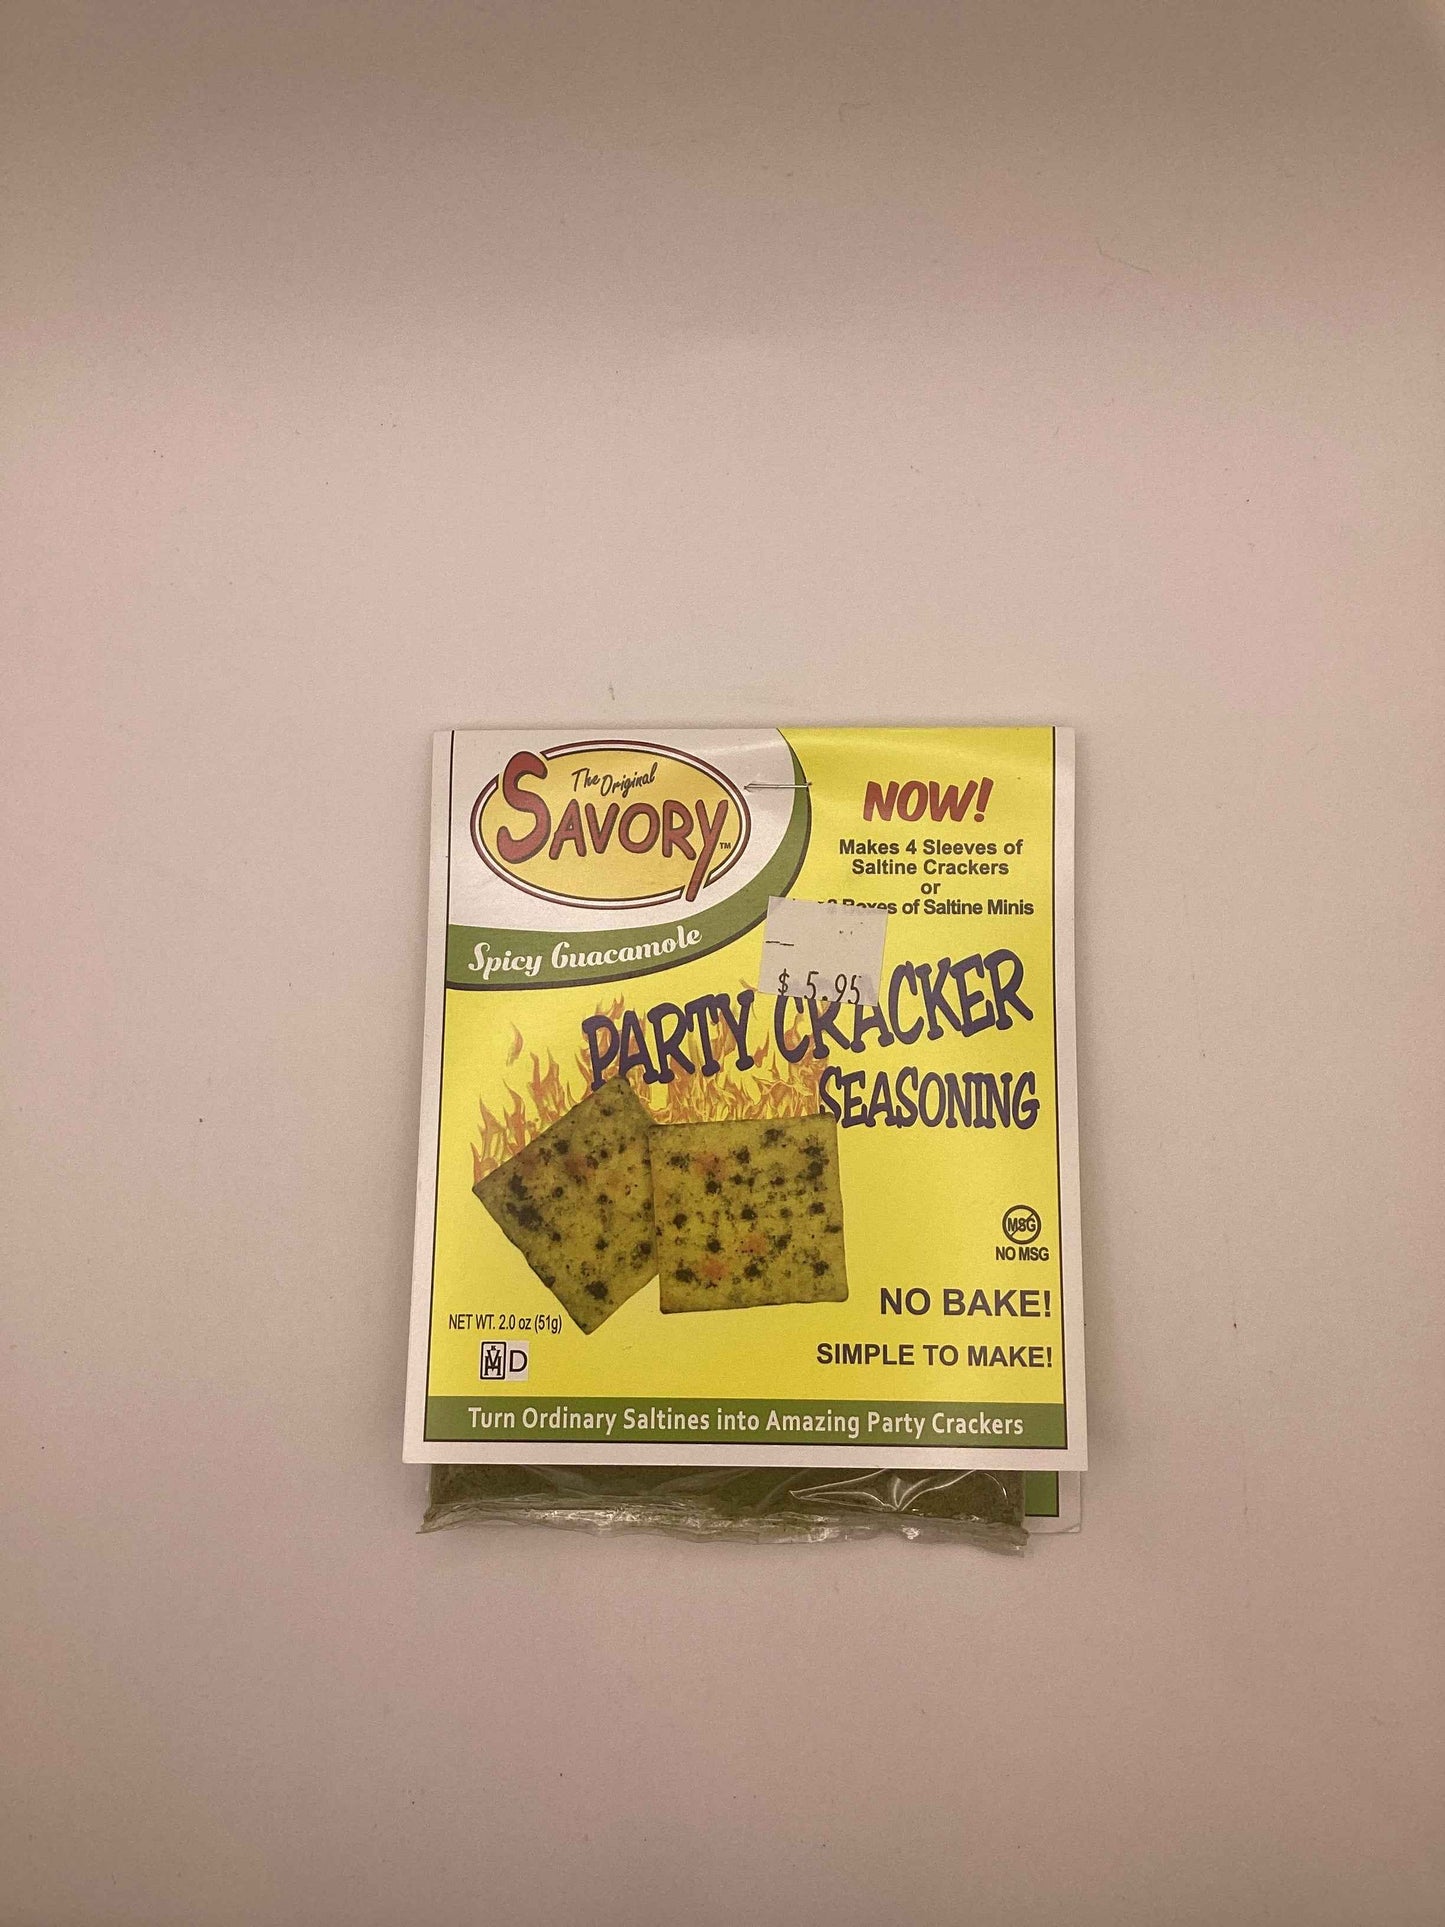 The Original
SAVORY™
Spicy Guacamole
NOW!
Makes 4 Sleeves of
Saltine Crackers
or
Boxes of Saltine Minis
$ 5.95
PARTY CRACKER
SEASONING
MSG
NO MSG
NO BAKE!
SIMPLE TO MAKE!
NET WT. 2.0 oz (51g)
D
Turn Ordinary Saltines into Amazing Party Crackers